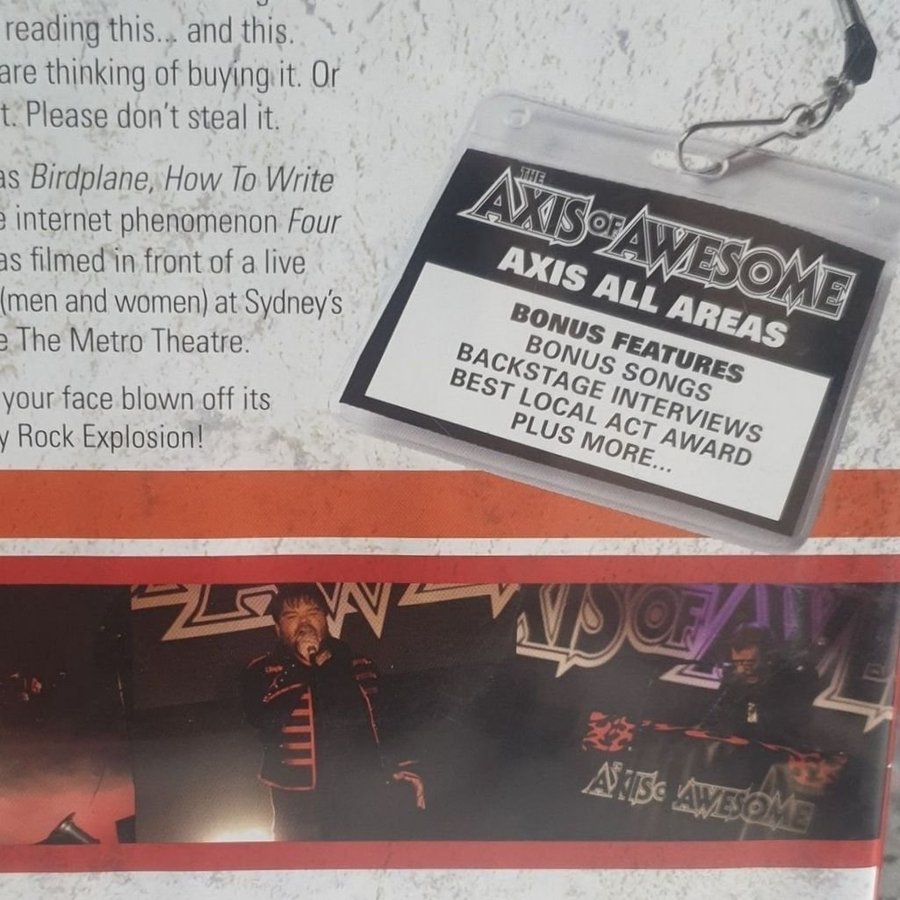 reading this... and this.
are thinking of buying it. Or
t. Please don't steal it.
as Birdplane, How To Write
e internet phenomenon Four
as filmed in front of a live
(men and women) at Sydney's
e The Metro Theatre.
your face blown off its
y Rock Explosion!
THE
AXIS OF AWESOME
AXIS ALL AREAS
BONUS FEATURES
BONUS SONGS
BACKSTAGE INTERVIEWS
BEST LOCAL ACT AWARD
PLUS MORE...
AXIS OF AWESOME